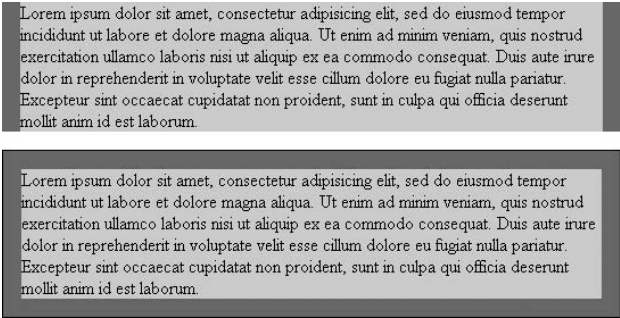 Lorem ipsum dolor sit amet, consectetur adipisicing elit, sed do eiusmod tempor
incididunt ut labore et dolore magna aliqua. Ut enim ad minim veniam, quis nostrud
exercitation ullamco laboris nisi ut aliquip ex ea commodo consequat. Duis aute irure
dolor in reprehenderit in voluptate velit esse cillum dolore eu fugiat nulla pariatur.
Excepteur sint occaecat cupidatat non proident, sunt in culpa qui officia deserunt
mollit anim id est laborum.
Lorem ipsum dolor sit amet, consectetur adipisicing elit, sed do eiusmod tempor
incididunt ut labore et dolore magna aliqua. Ut enim ad minim veniam, quis nostrud
exercitation ullamco laboris nisi ut aliquip ex ea commodo consequat. Duis aute irure
dolor in reprehenderit in voluptate velit esse cillum dolore eu fugiat nulla pariatur.
Excepteur sint occaecat cupidatat non proident, sunt in culpa qui officia deserunt
mollit anim id est laborum.